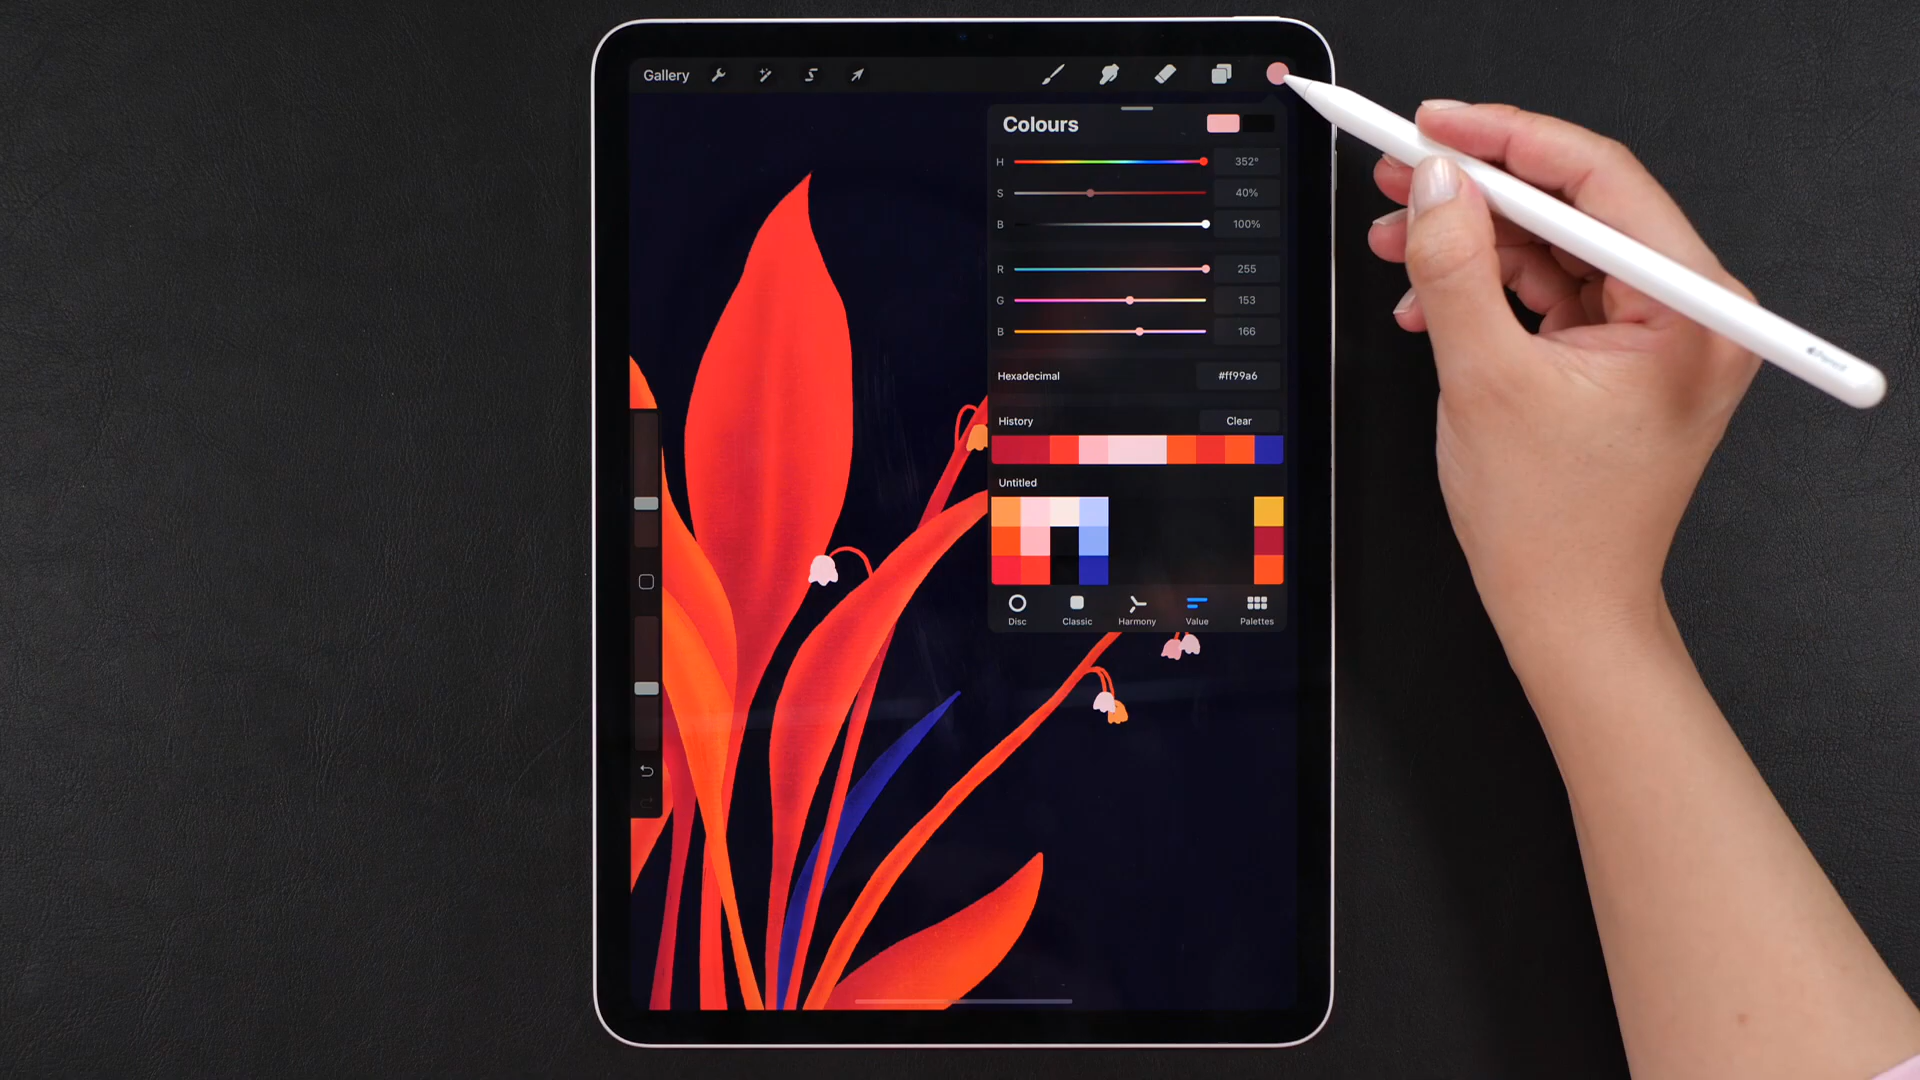 Gallery
Colours
H 352°
S 40%
B 100%
R 255
G 153
B 166
Hexadecimal #ff99a6
History Clear
Untitled
Disc Classic Harmony Value Palettes